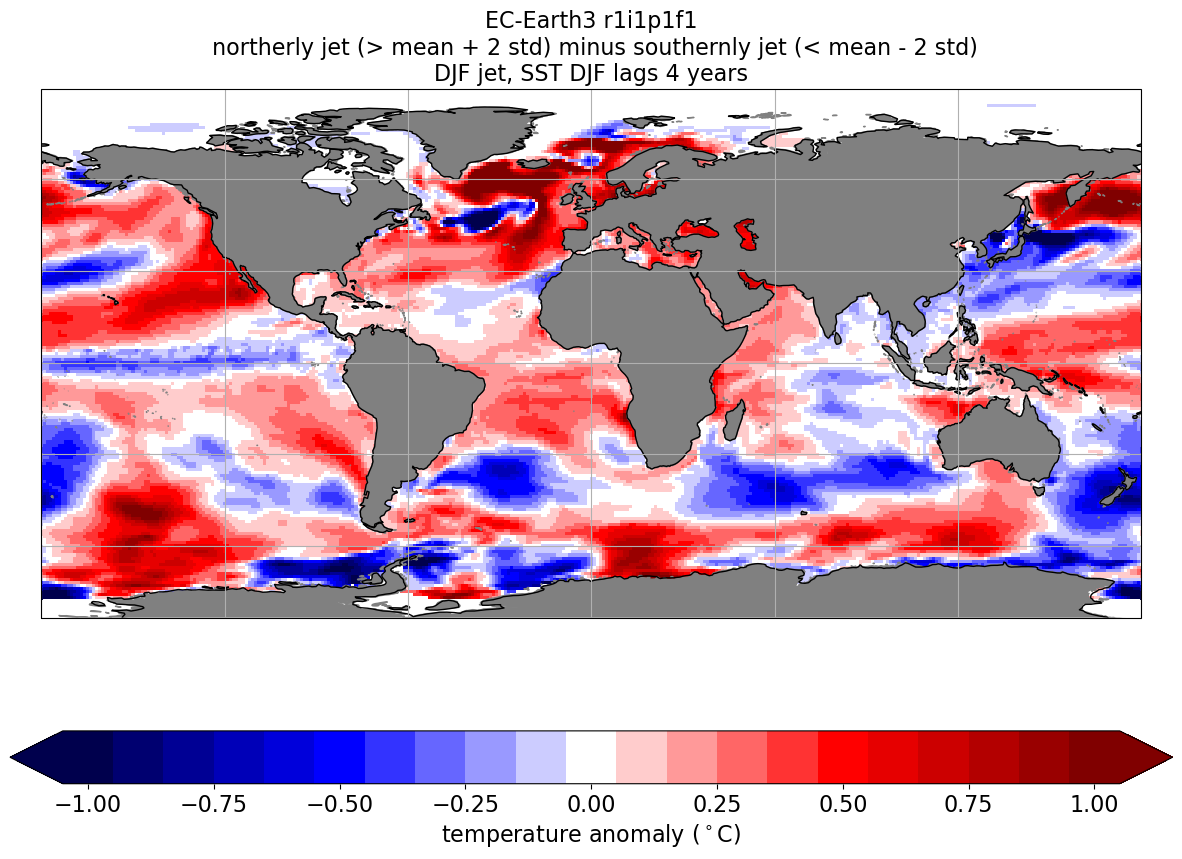 EC-Earth3 r1i1p1f1
northerly jet (> mean + 2 std) minus southernly jet (< mean - 2 std)
DJF jet, SST DJF lags 4 years
−1.00 −0.75 −0.50 −0.25 0.00 0.25 0.50 0.75 1.00
temperature anomaly (°C)